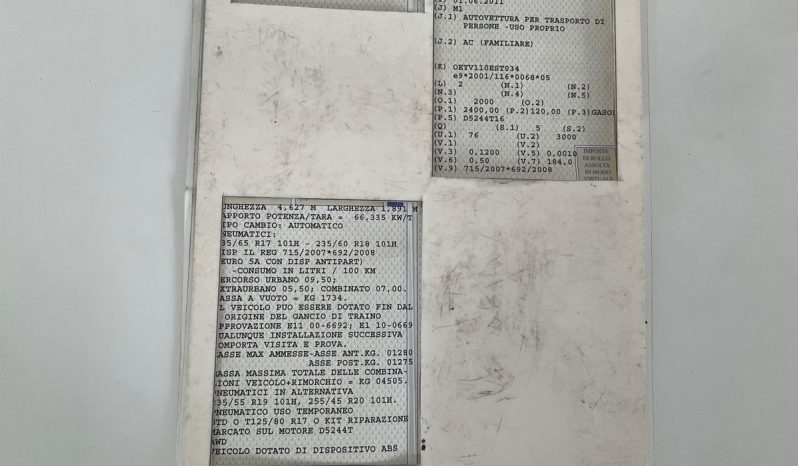 (I) 01.06.2011
(J) M1
(J.1) AUTOVETTURA PER TRASPORTO DI
PERSONE -USO PROPRIO
(J.2) AC (FAMILIARE)
(K) OEYV110EST034
e9*2001/116*0068*05
(L) 2 (N.1) (N.2)
(N.3) (N.4) (N.5)
(O.1) 2000 (O.2)
(P.1) 2400,00 (P.2)120,00 (P.3)GASO
(P.5) D5244T16
(Q) (S.1) 5 (S.2)
(U.1) 76 (U.2) 3000
(V.1) (V.2)
(V.3) 0,1200 (V.5) 0,0010
(V.6) 0,50 (V.7) 184,0
(V.9) 715/2007*692/2008
IMPOSTA
DI BOLLO
ASSOLTA
IN MODO
VIRTUALE
UNGHEZZA 4,627 M LARGHEZZA 1,891 M
APPORTO POTENZA/TARA = 66,335 KW/T
IPO CAMBIO: AUTOMATICO
NEUMATICI:
35/65 R17 101H - 235/60 R18 101H
DISP IL REG 715/2007*692/2008
EURO 5A CON DISP ANTIPART)
-CONSUMO IN LITRI / 100 KM
ERCORSO URBANO 09,50;
XTRAURBANO 05,50; COMBINATO 07,00.
ASSA A VUOTO = KG 1734.
L VEICOLO PUO ESSERE DOTATO FIN DAL
ORIGINE DEL GANCIO DI TRAINO
PPROVAZIONE E11 00-6692; E1 10-0669
UALUNQUE INSTALLAZIONE SUCCESSIVA
OMPORTA VISITA E PROVA.
ASSE MAX AMMESSE-ASSE ANT.KG. 01280
ASSE POST.KG. 01275
MASSA MASSIMA TOTALE DELLE COMBINA-
IONI VEICOLO+RIMORCHIO = KG 04505.
PNEUMATICI IN ALTERNATIVA
235/55 R19 101H, 255/45 R20 101H.
PNEUMATICO USO TEMPORANEO
STD O T125/80 R17 O KIT RIPARAZIONE
MARCATO SUL MOTORE D5244T
AWD
VEICOLO DOTATO DI DISPOSITIVO ABS